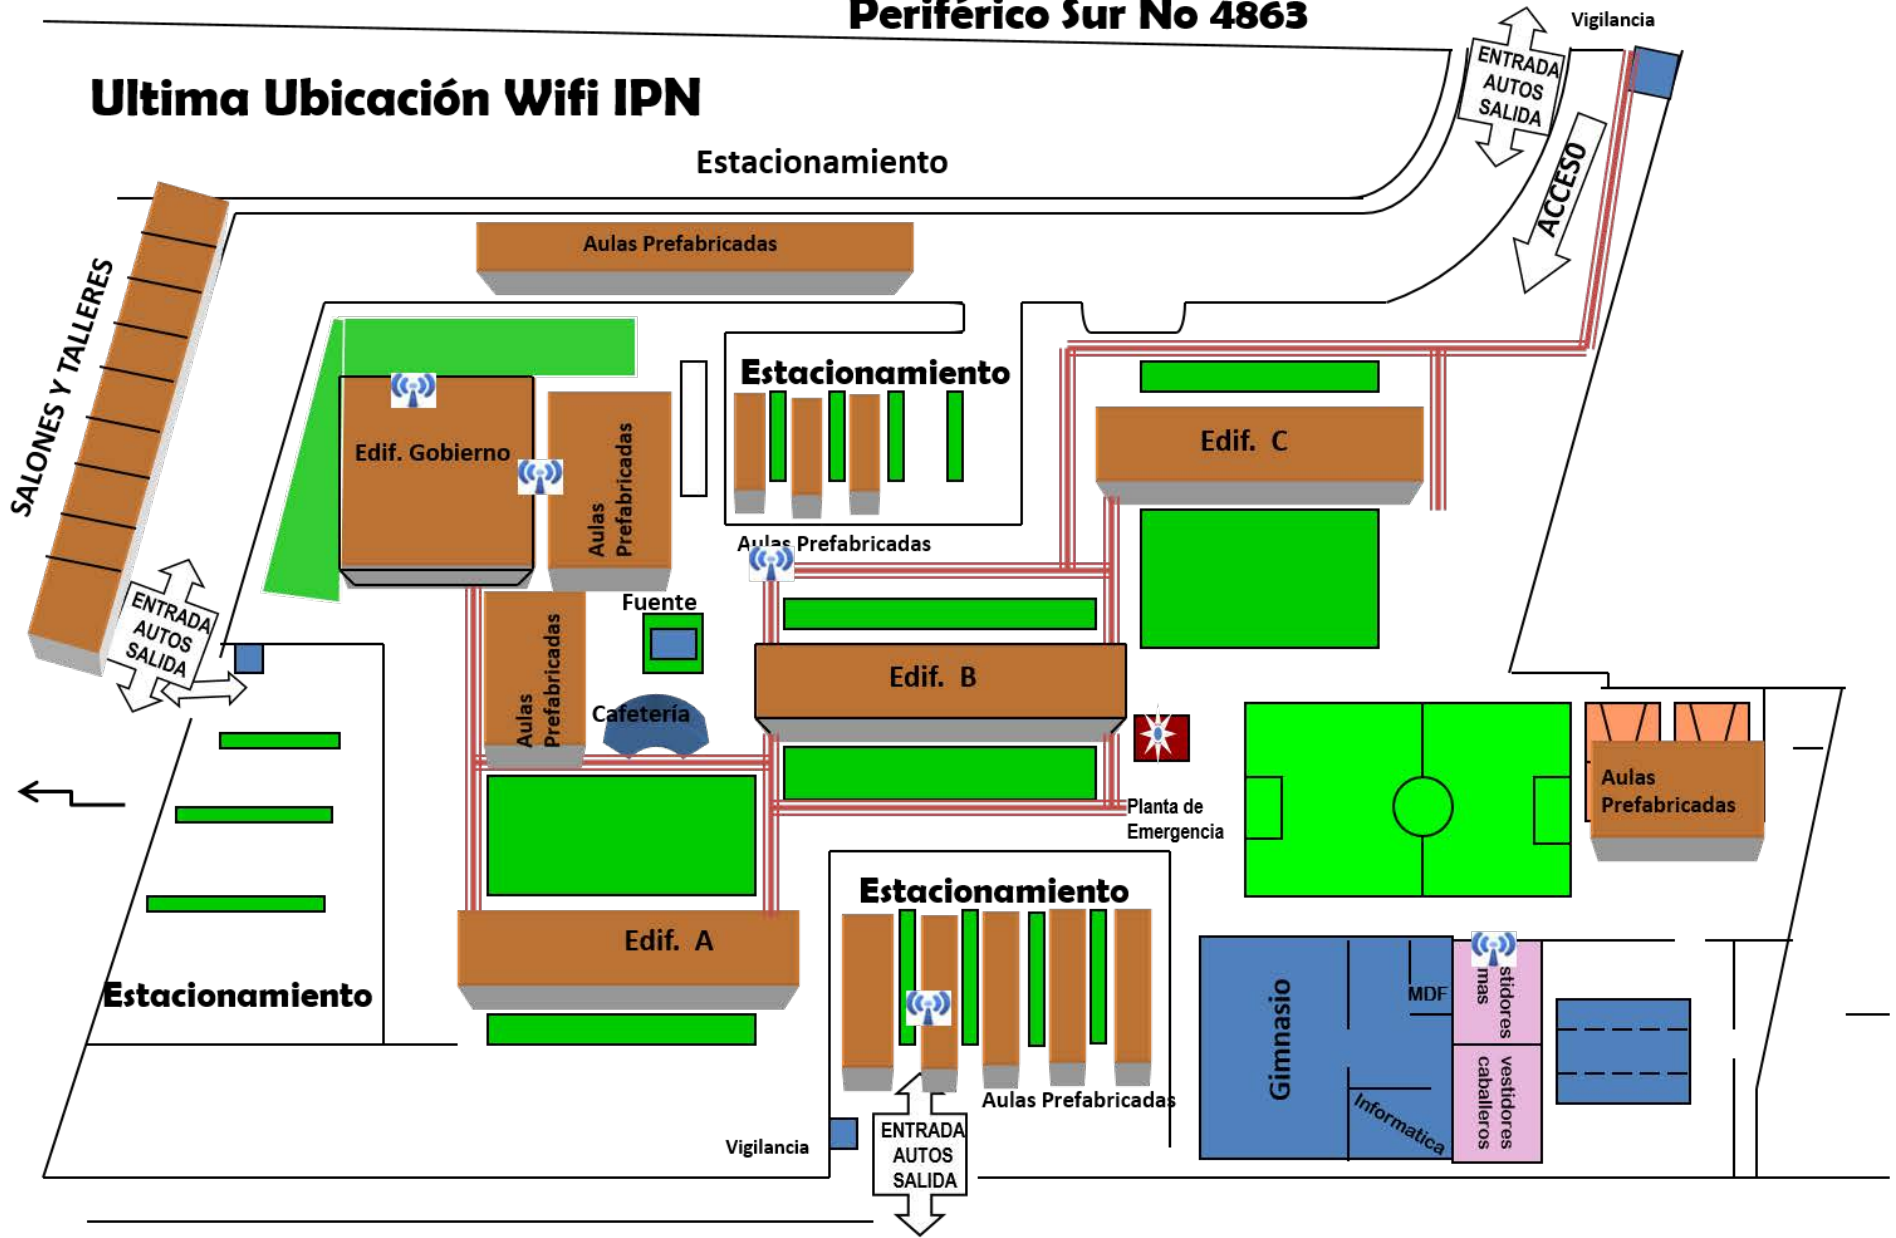 Periférico Sur No 4863
Vigilancia
ENTRADA
AUTOS
SALIDA
Ultima Ubicación Wifi IPN
Estacionamiento
ACCESO
Aulas Prefabricadas
SALONES Y TALLERES
Estacionamiento
Edif. Gobierno
Aulas
Prefabricadas
Edif. C
Aulas Prefabricadas
ENTRADA
AUTOS
SALIDA
Fuente
Aulas
Prefabricadas
Cafetería
Edif. B
Aulas
Prefabricadas
Planta de
Emergencia
Estacionamiento
Edif. A
Estacionamiento
Gimnasio
MDF
stidores
mas
Informatica
vestidores
caballeros
Aulas Prefabricadas
Vigilancia
ENTRADA
AUTOS
SALIDA